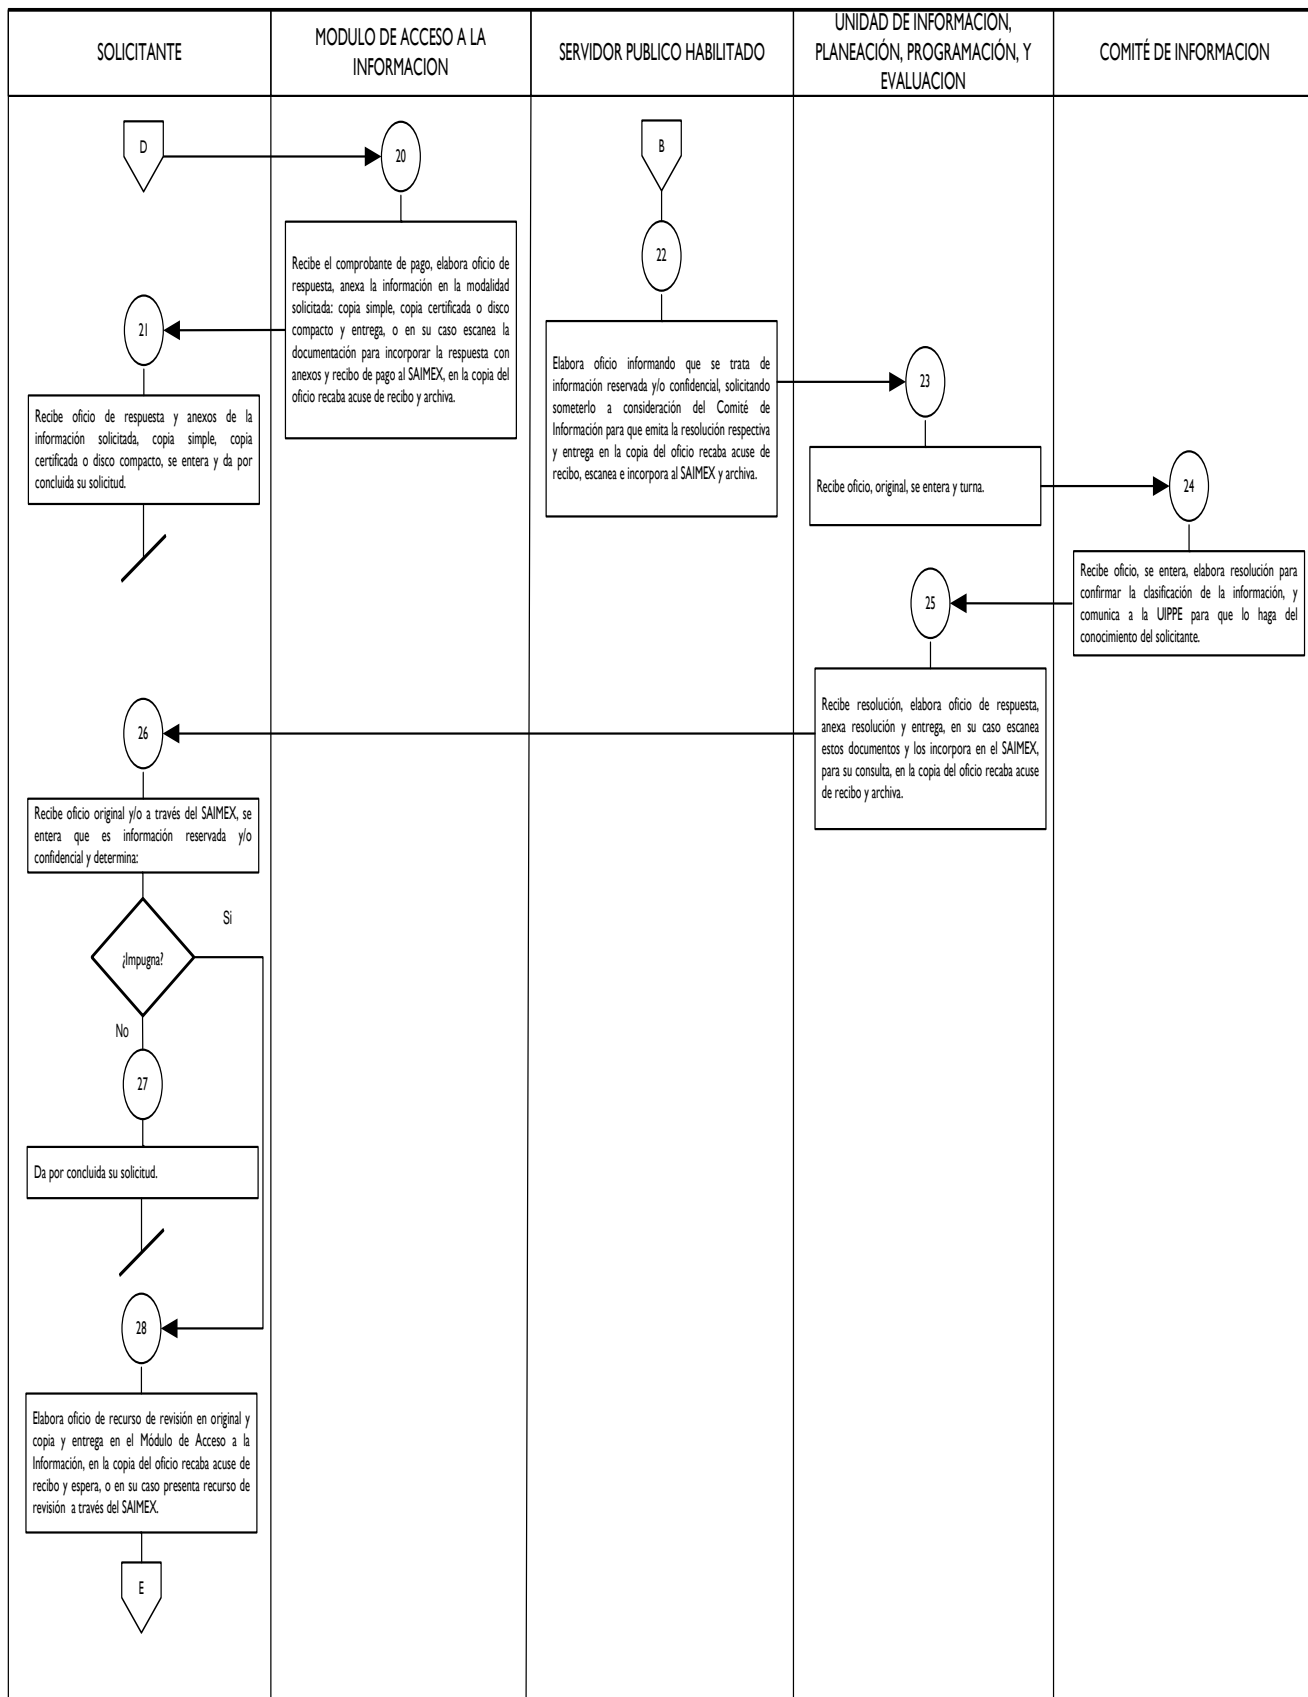 SOLICITANTE
MODULO DE ACCESO A LA
INFORMACION
SERVIDOR PUBLICO HABILITADO
UNIDAD DE INFORMACIÓN,
PLANEACIÓN, PROGRAMACIÓN, Y
EVALUACION
COMITÉ DE INFORMACION
D
20
Recibe el comprobante de pago, elabora oficio de
respuesta, anexa la información en la modalidad
solicitada: copia simple, copia certificada o disco
compacto y entrega, o en su caso escanea la
documentación para incorporar la respuesta con
anexos y recibo de pago al SAIMEX, en la copia del
oficio recaba acuse de recibo y archiva.
21
Recibe oficio de respuesta y anexos de la
información solicitada, copia simple, copia
certificada o disco compacto, se entera y da por
concluida su solicitud.
B
22
Elabora oficio informando que se trata de
información reservada y/o confidencial, solicitando
someterlo a consideración del Comité de
Información para que emita la resolución respectiva
y entrega en la copia del oficio recaba acuse de
recibo, escanea e incorpora al SAIMEX y archiva.
23
Recibe oficio, original, se entera y turna.
24
Recibe oficio, se entera, elabora resolución para
confirmar la clasificación de la información, y
comunica a la UIPPE para que lo haga del
conocimiento del solicitante.
25
Recibe resolución, elabora oficio de respuesta,
anexa resolución y entrega, en su caso escanea
estos documentos y los incorpora en el SAIMEX,
para su consulta, en la copia del oficio recaba acuse
de recibo y archiva.
26
Recibe oficio original y/o a través del SAIMEX, se
entera que es información reservada y/o
confidencial y determina:
Si
¿Impugna?
No
27
Da por concluida su solicitud.
28
Elabora oficio de recurso de revisión en original y
copia y entrega en el Módulo de Acceso a la
Información, en la copia del oficio recaba acuse de
recibo y espera, o en su caso presenta recurso de
revisión a través del SAIMEX.
E